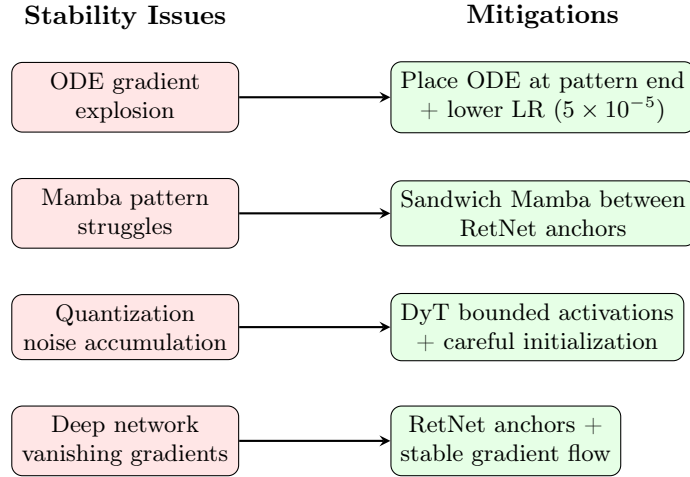 Stability Issues
Mitigations
ODE gradient
explosion
Place ODE at pattern end
+ lower LR (5 × 10⁻⁵)
Mamba pattern
struggles
Sandwich Mamba between
RetNet anchors
Quantization
noise accumulation
DyT bounded activations
+ careful initialization
Deep network
vanishing gradients
RetNet anchors +
stable gradient flow